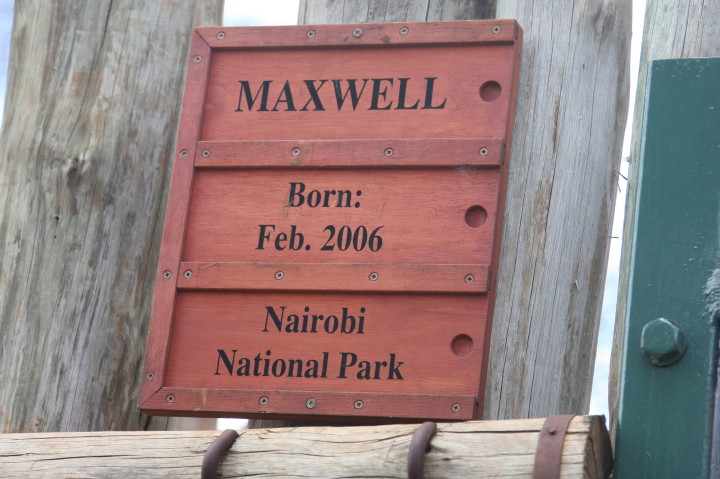 MAXWELL
Born:
Feb. 2006
Nairobi
National Park